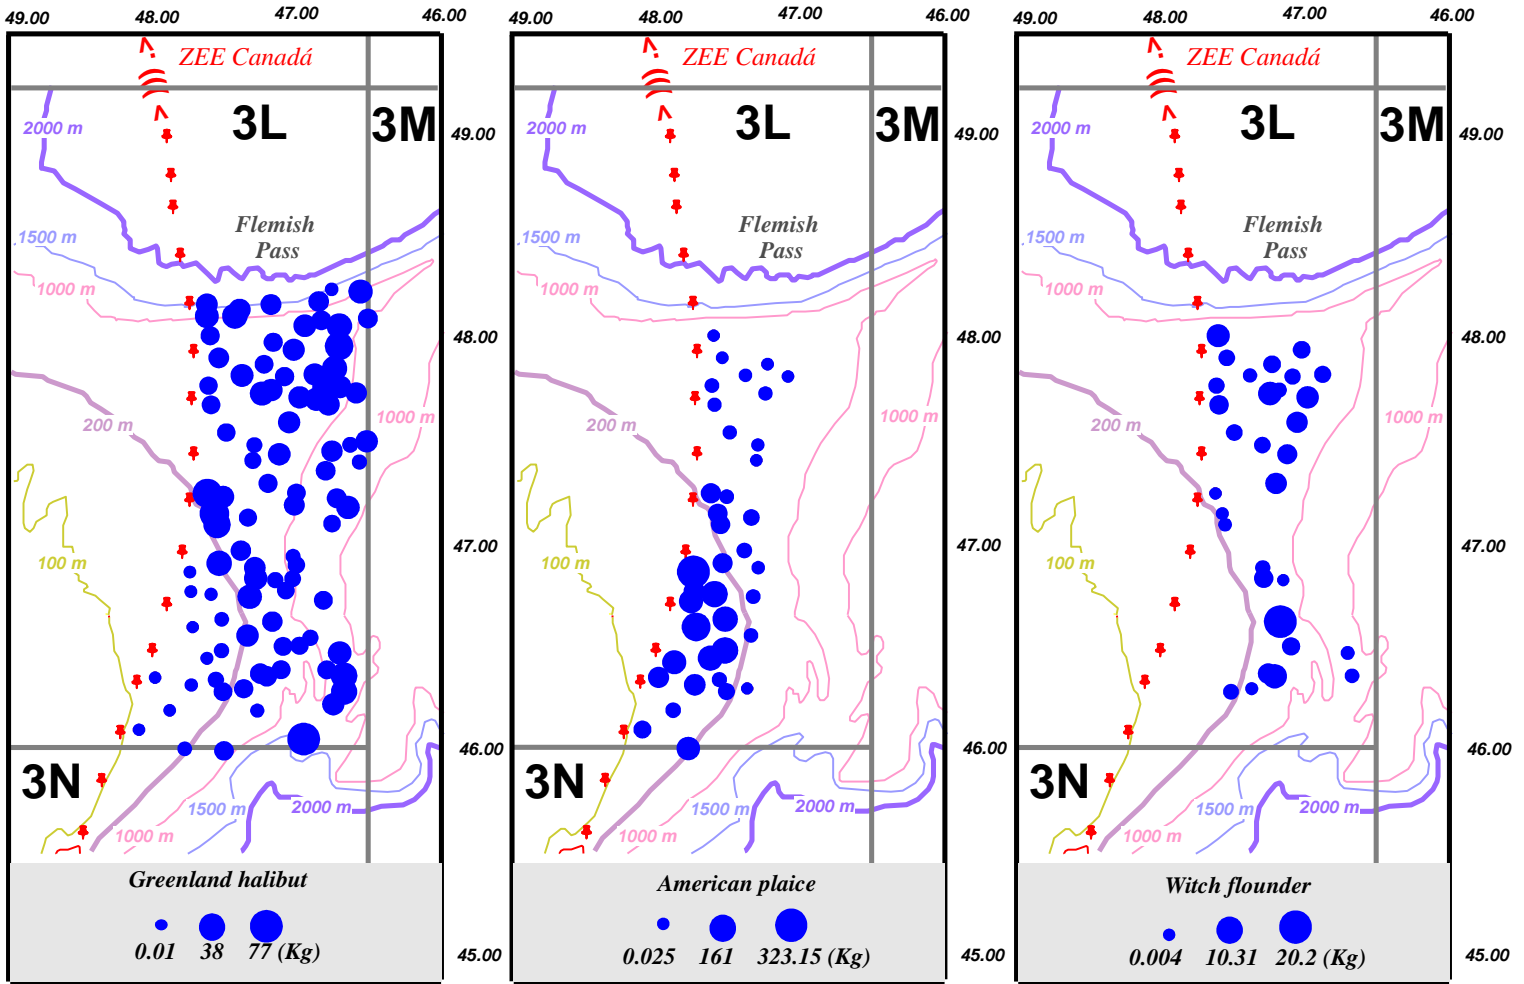 49.00 48.00 47.00 46.00
ZEE Canadá
3L 3M
2000 m
49.00
Flemish
Pass
1500 m
1000 m
48.00
200 m
1000 m
100 m
47.00
46.00
3N
1500 m 2000 m
1000 m
Greenland halibut
0.01 38 77 (Kg)
45.00
49.00 48.00 47.00 46.00
ZEE Canadá
3L 3M
2000 m
49.00
Flemish
Pass
1500 m
1000 m
48.00
200 m
1000 m
100 m
47.00
46.00
3N
1500 m 2000 m
1000 m
American plaice
0.025 161 323.15 (Kg)
45.00
49.00 48.00 47.00 46.00
ZEE Canadá
3L 3M
2000 m
49.00
Flemish
Pass
1500 m
1000 m
48.00
200 m
1000 m
100 m
47.00
46.00
3N
1500 m 2000 m
1000 m
Witch flounder
0.004 10.31 20.2 (Kg)
45.00